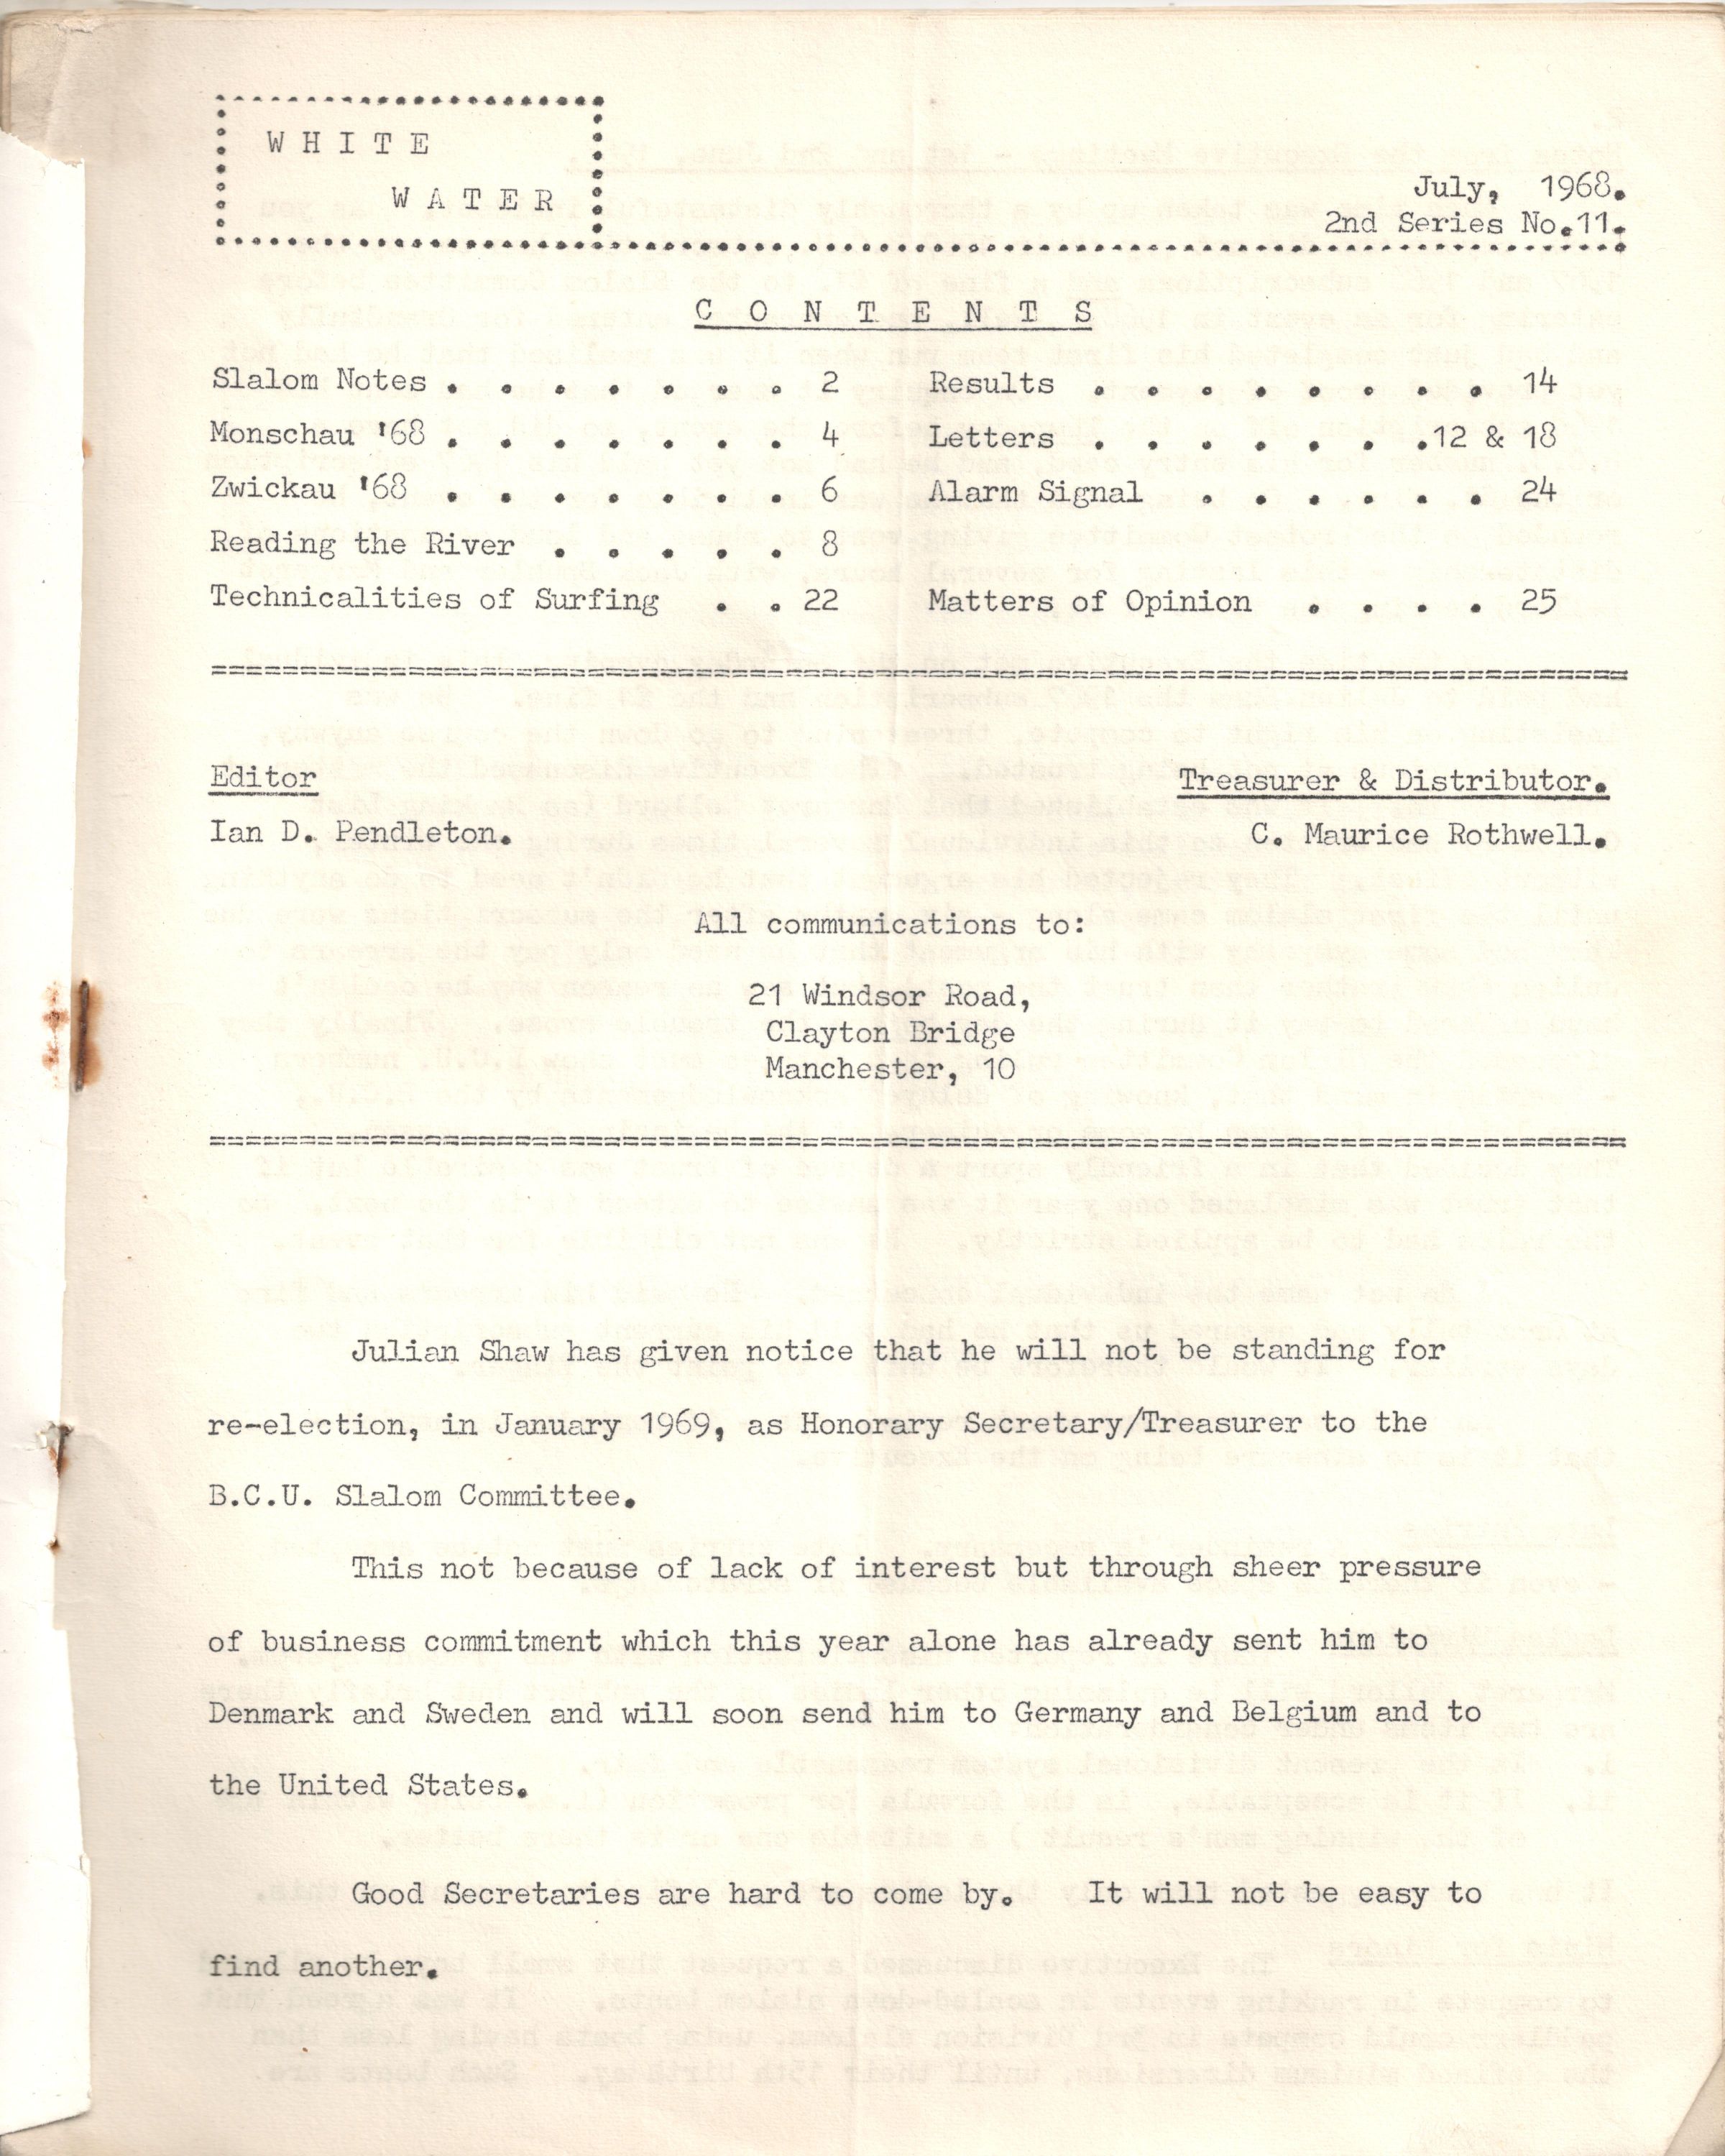 WHITE
WATER
July, 1968.
2nd Series No.11.
CONTENTS
Slalom Notes . . . . . . . 2 Results . . . . . . . . 14
Monschau '68 . . . . . . . 4 Letters . . . . . . .12 & 18
Zwickau '68 . . . . . . . 6 Alarm Signal . . . . . . 24
Reading the River . . . . . 8
Technicalities of Surfing . . 22 Matters of Opinion . . . . 25
Editor Treasurer & Distributor.
Ian D. Pendleton. C. Maurice Rothwell.
All communications to:
21 Windsor Road,
Clayton Bridge
Manchester, 10
Julian Shaw has given notice that he will not be standing for
re-election, in January 1969, as Honorary Secretary/Treasurer to the
B.C.U. Slalom Committee.
This not because of lack of interest but through sheer pressure
of business commitment which this year alone has already sent him to
Denmark and Sweden and will soon send him to Germany and Belgium and to
the United States.
Good Secretaries are hard to come by. It will not be easy to
find another.